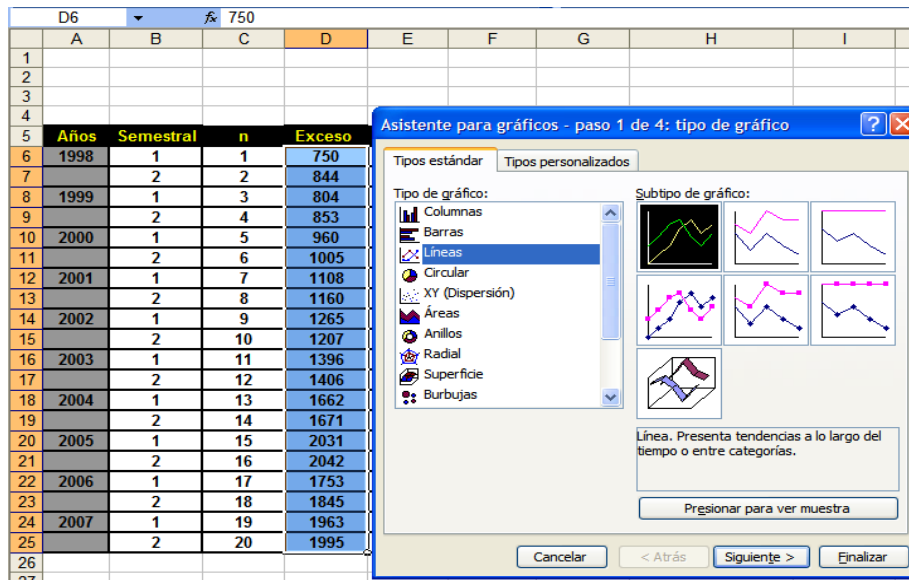 D6 fx 750
A B C D E F G H I
1
2
3
4
5 Años Semestral n Exceso
6 1998 1 1 750
7 2 2 844
8 1999 1 3 804
9 2 4 853
10 2000 1 5 960
11 2 6 1005
12 2001 1 7 1108
13 2 8 1160
14 2002 1 9 1265
15 2 10 1207
16 2003 1 11 1396
17 2 12 1406
18 2004 1 13 1662
19 2 14 1671
20 2005 1 15 2031
21 2 16 2042
22 2006 1 17 1753
23 2 18 1845
24 2007 1 19 1963
25 2 20 1995
26
27
Asistente para gráficos - paso 1 de 4: tipo de gráfico ? X
Tipos estándar Tipos personalizados
Tipo de gráfico:
Columnas
Barras
Líneas
Circular
XY (Dispersión)
Áreas
Anillos
Radial
Superficie
Burbujas
Subtipo de gráfico:
Línea. Presenta tendencias a lo largo del
tiempo o entre categorías.
Presionar para ver muestra
Cancelar < Atrás Siguiente > Finalizar